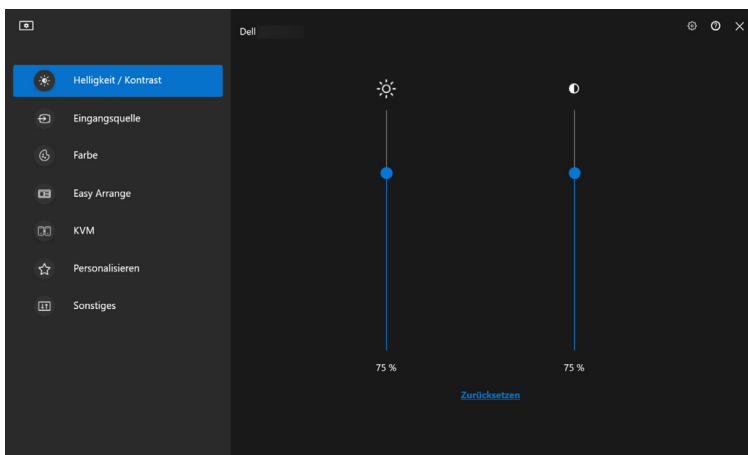 Dell
Helligkeit / Kontrast
Eingangsquelle
Farbe
Easy Arrange
KVM
Personalisieren
Sonstiges
75 %
75 %
Zurücksetzen